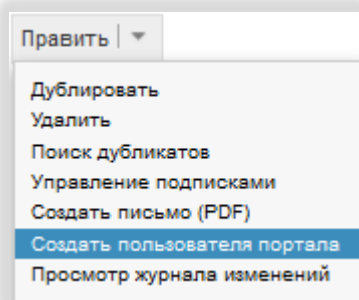 Править
Дублировать
Удалить
Поиск дубликатов
Управление подписками
Создать письмо (PDF)
Создать пользователя портала
Просмотр журнала изменений